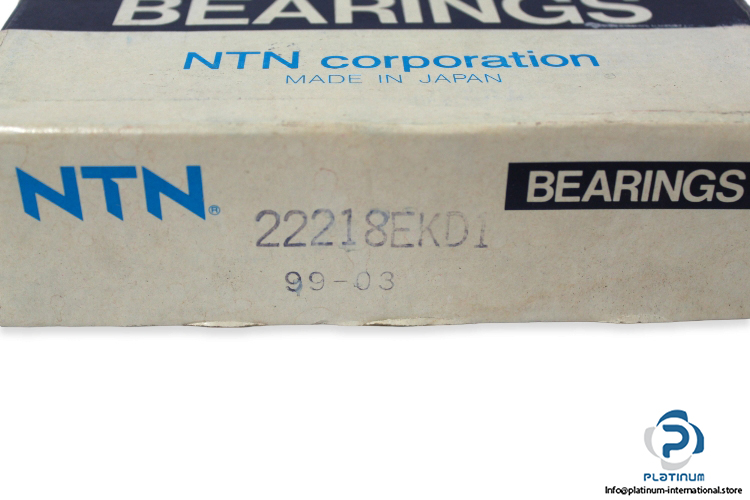 BEARINGS
NTN corporation
MADE IN JAPAN
NTN® BEARINGS
22218EKD1
99-03
PLATINUM
Info@platinum-international.store